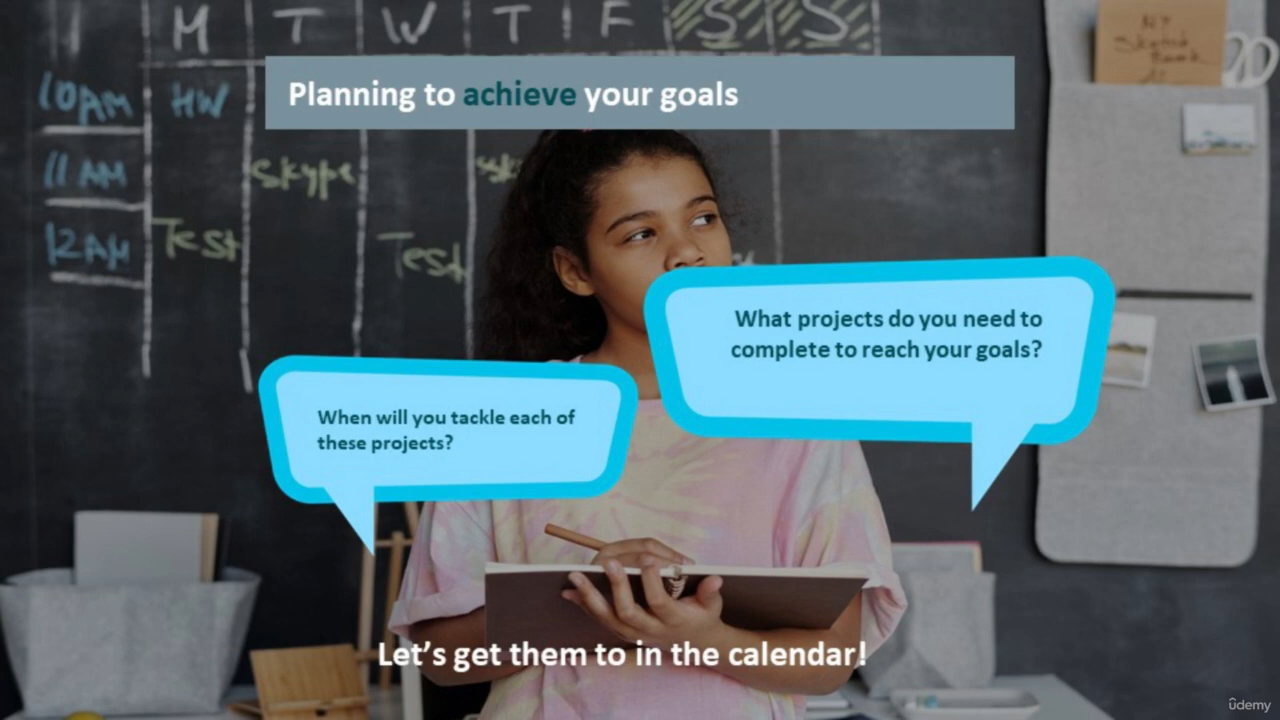 M T W T F S S
Planning to achieve your goals
10AM HW
11 AM Skype
12AM Test Test
What projects do you need to
complete to reach your goals?
When will you tackle each of
these projects?
Let's get them to in the calendar!
ûdemy